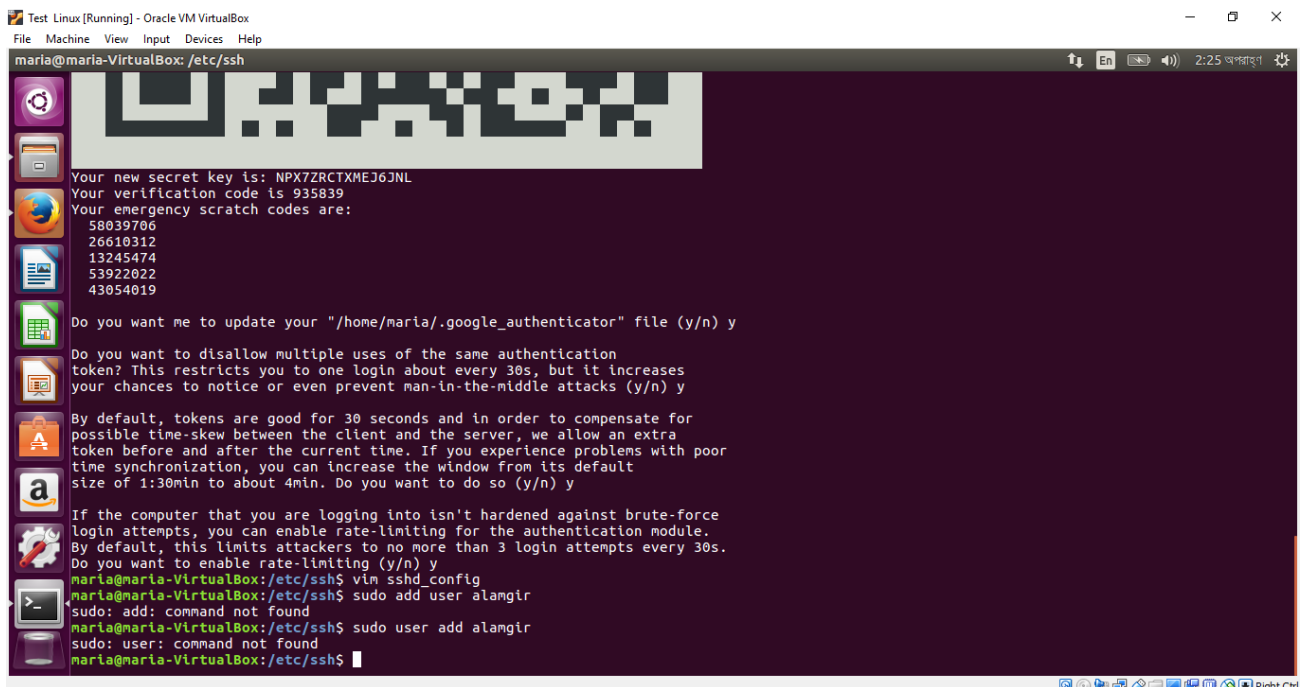 Test Linux [Running] - Oracle VM VirtualBox
File Machine View Input Devices Help
maria@maria-VirtualBox: /etc/ssh
En
2:25 অপরাহ্ণ
Your new secret key is: NPX7ZRCTXMEJ6JNL
Your verification code is 935839
Your emergency scratch codes are:
58039706
26610312
13245474
53922022
43054019
Do you want me to update your "/home/maria/.google_authenticator" file (y/n) y
Do you want to disallow multiple uses of the same authentication
token? This restricts you to one login about every 30s, but it increases
your chances to notice or even prevent man-in-the-middle attacks (y/n) y
By default, tokens are good for 30 seconds and in order to compensate for
possible time-skew between the client and the server, we allow an extra
token before and after the current time. If you experience problems with poor
time synchronization, you can increase the window from its default
size of 1:30min to about 4min. Do you want to do so (y/n) y
If the computer that you are logging into isn't hardened against brute-force
login attempts, you can enable rate-limiting for the authentication module.
By default, this limits attackers to no more than 3 login attempts every 30s.
Do you want to enable rate-limiting (y/n) y
maria@maria-VirtualBox:/etc/ssh$ vim sshd_config
maria@maria-VirtualBox:/etc/ssh$ sudo add user alamgir
sudo: add: command not found
maria@maria-VirtualBox:/etc/ssh$ sudo user add alamgir
sudo: user: command not found
maria@maria-VirtualBox:/etc/ssh$
Right Ctrl